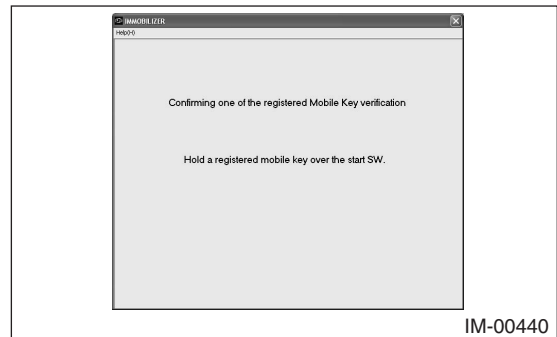 IMMOBILIZER
Help(H)
Confirming one of the registered Mobile Key verification
Hold a registered mobile key over the start SW.
IM-00440